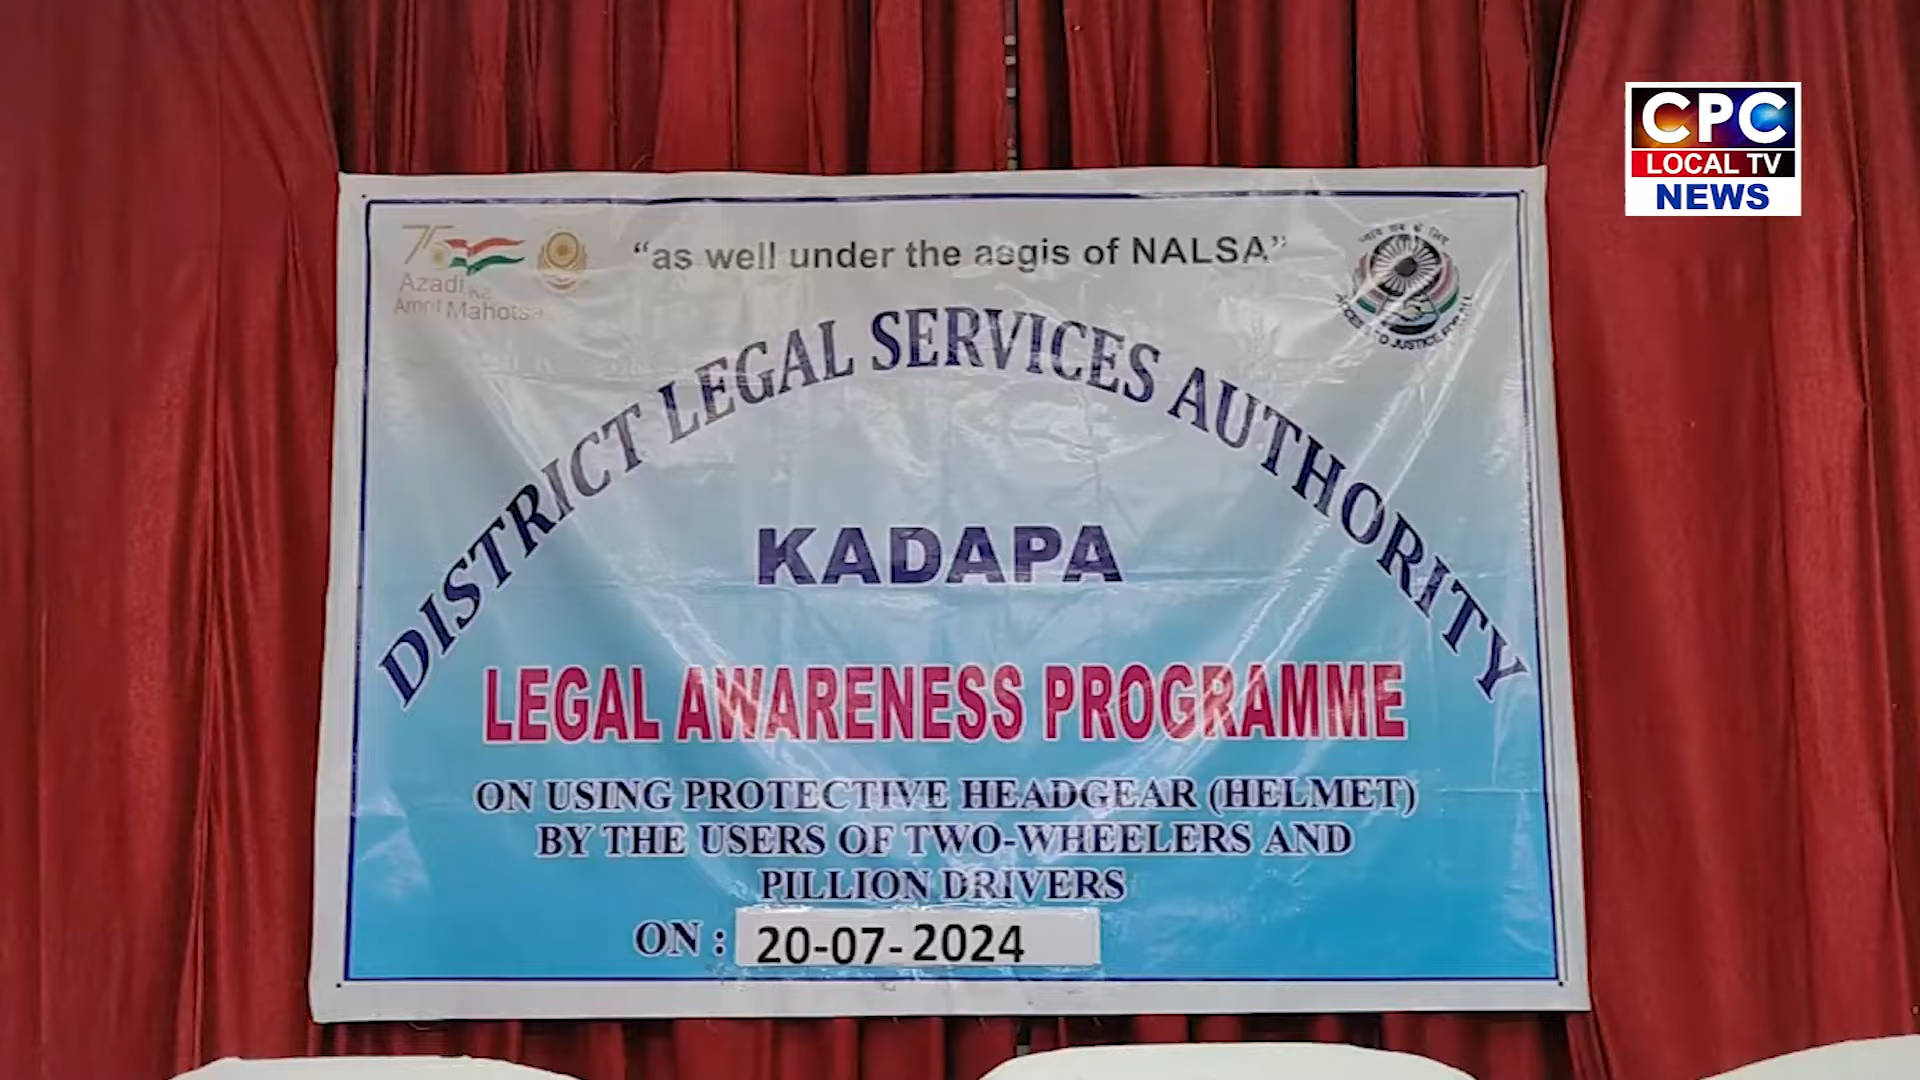 CPC
LOCAL TV
NEWS
75
Azadi Ka
Amrit Mahotsa
"as well under the aegis of NALSA"
DISTRICT LEGAL SERVICES AUTHORITY
KADAPA
LEGAL AWARENESS PROGRAMME
ON USING PROTECTIVE HEADGEAR (HELMET)
BY THE USERS OF TWO-WHEELERS AND
PILLION DRIVERS
ON : 20-07-2024